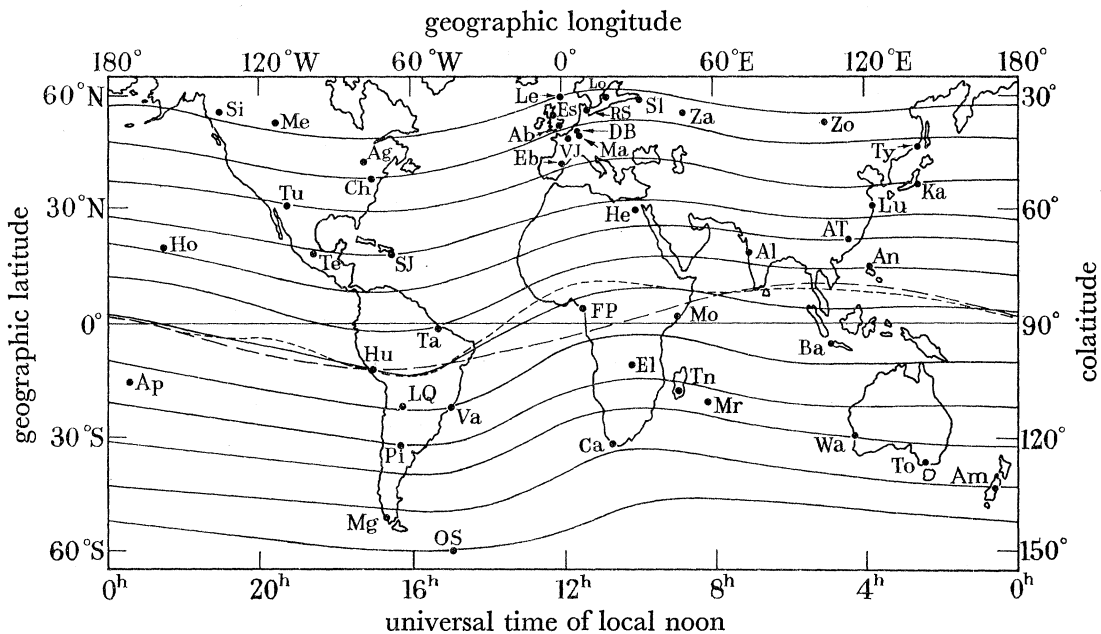 geographic longitude
180° 120°W 60°W 0° 60°E 120°E 180°
60°N 30°
Le Lo
Si Es Sl
Me RS Za Zo
Ab DB
Ag VJ Ma Ty
Eb
Ch Ka
Tu
30°N He Lu 60°
AT
Ho Te SJ Al An
FP Mo
0° 90°
Ta Ba
Hu
El
Ap Tn
LQ Mr
Va
30°S Ca Wa 120°
Pi To
Am
Mg
OS
60°S 150°
0h 20h 16h 12h 8h 4h 0h
universal time of local noon
geographic latitude
colatitude